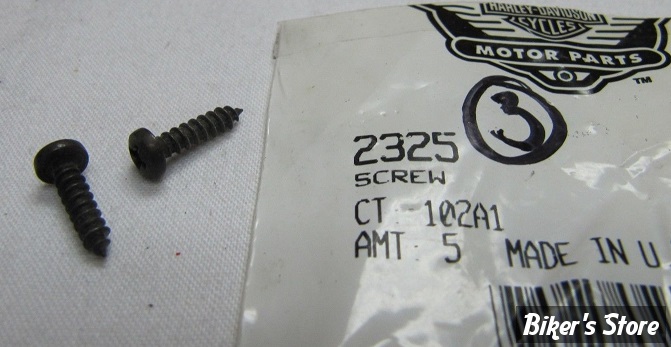 HARLEY-DAVIDSON
CYCLES
MOTOR PARTS
TM
3
2325
SCREW
CT 102A1
AMT 5 MADE IN U
Biker's Store